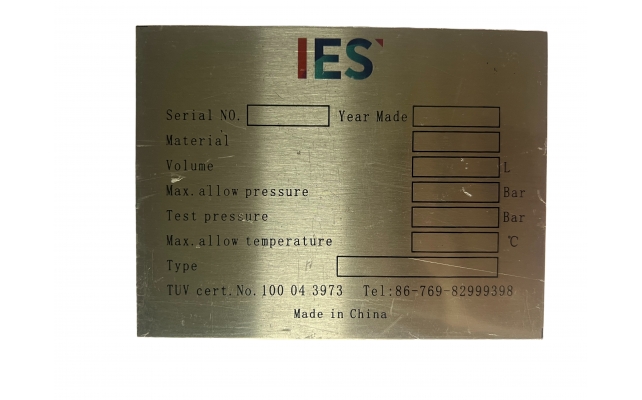 IES
Serial NO. Year Made
Material
Volume L
Max. allow pressure Bar
Test pressure Bar
Max. allow temperature ℃
Type
TUV cert. No. 100 04 3973 Tel:86-769-82999398
Made in China